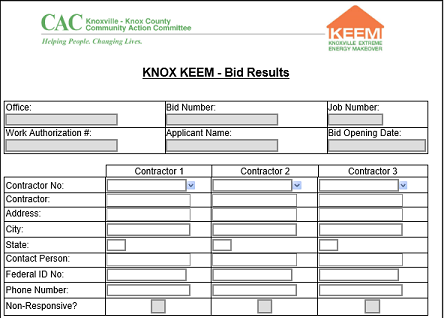 CAC Knoxville - Knox County
Community Action Committee
Helping People. Changing Lives.
KEEM
KNOXVILLE EXTREME
ENERGY MAKEOVER
KNOX KEEM - Bid Results
Office: Bid Number: Job Number:
Work Authorization #: Applicant Name: Bid Opening Date:
Contractor 1 Contractor 2 Contractor 3
Contractor No:
Contractor:
Address:
City:
State:
Contact Person:
Federal ID No:
Phone Number:
Non-Responsive?